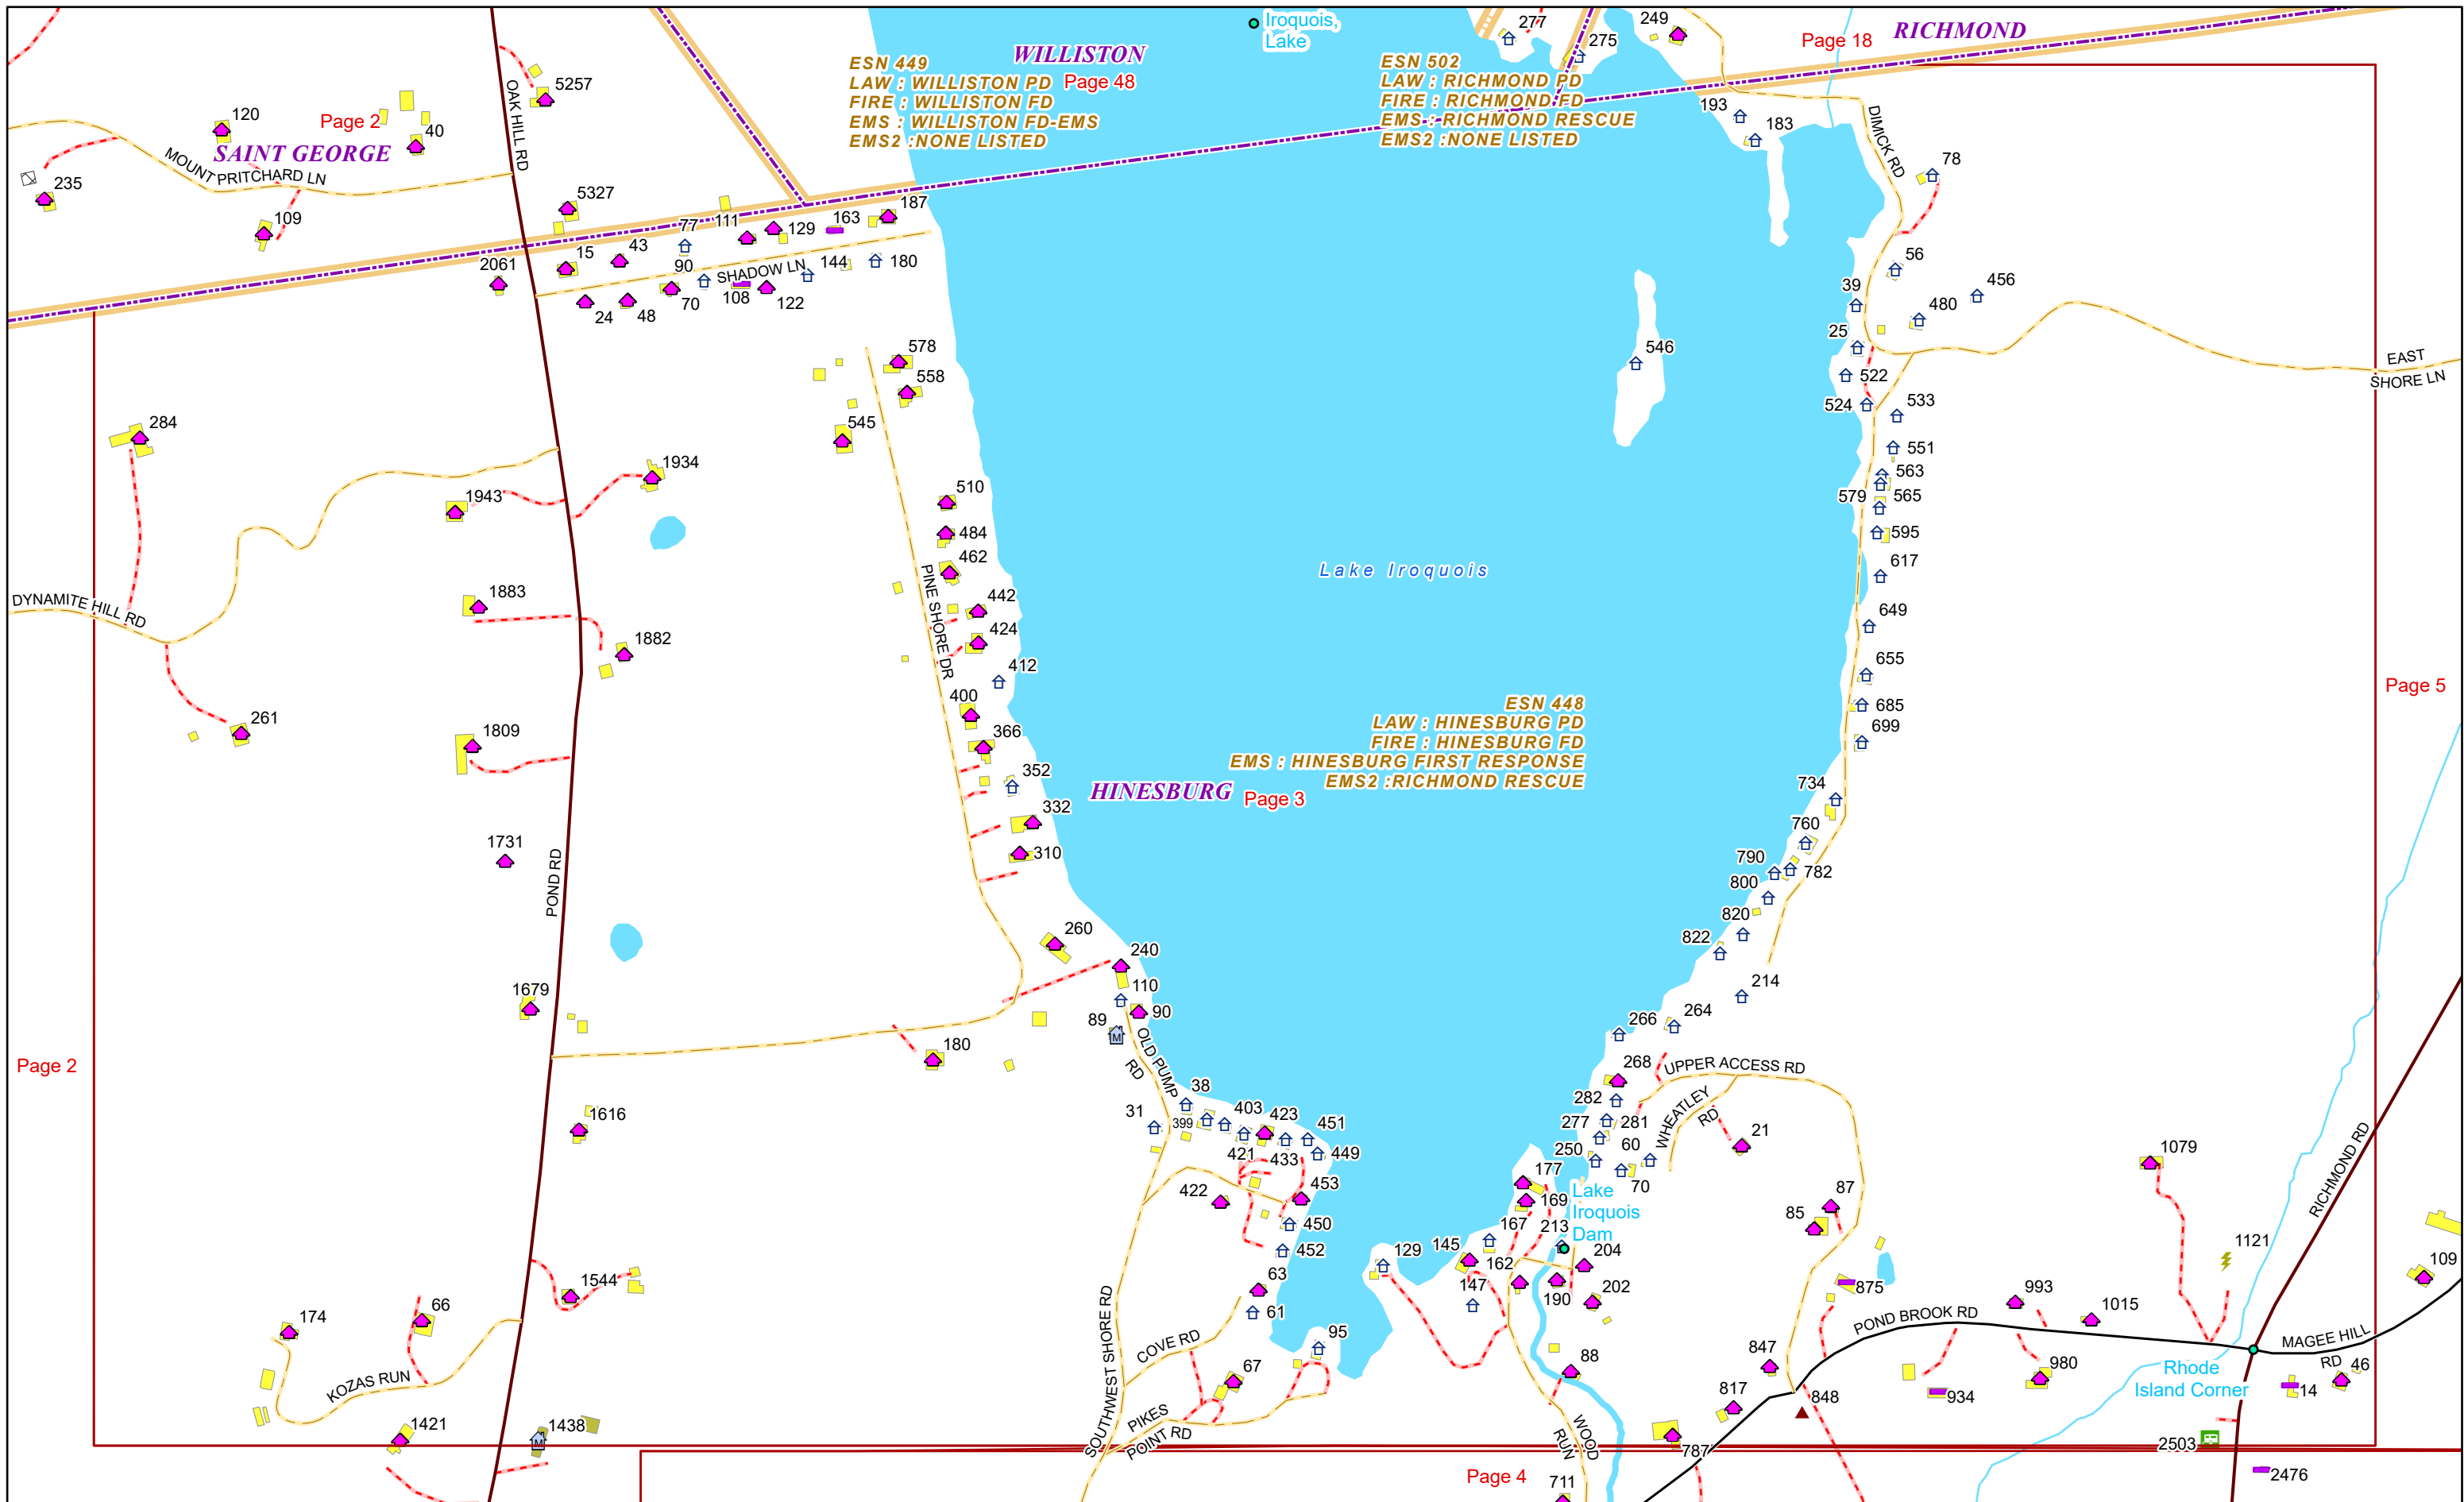 Iroquois,
Lake
277
249
275
WILLISTON
RICHMOND
Page 18
ESN 449
LAW : WILLISTON PD
FIRE : WILLISTON FD
EMS : WILLISTON FD-EMS
EMS2 :NONE LISTED
Page 48
ESN 502
LAW : RICHMOND PD
FIRE : RICHMOND FD
EMS : RICHMOND RESCUE
EMS2 :NONE LISTED
5257
OAK HILL RD
120
Page 2
40
SAINT GEORGE
MOUNT PRITCHARD LN
235
109
193
183
DIMICK RD
78
5327
187
163
111
129
77
43
15
2061
90
SHADOW LN
144
180
24
48
70
108
122
56
456
39
480
25
546
EAST
SHORE LN
578
558
545
522
524
533
551
563
565
579
595
617
649
655
685
699
284
1934
1943
510
484
462
442
424
412
PINE SHORE DR
Lake Iroquois
DYNAMITE HILL RD
1883
1882
400
366
352
332
310
261
1809
Page 5
ESN 448
LAW : HINESBURG PD
FIRE : HINESBURG FD
EMS : HINESBURG FIRST RESPONSE
EMS2 :RICHMOND RESCUE
HINESBURG
Page 3
734
760
790
782
800
820
822
1731
POND RD
260
240
110
90
89
OLD PUMP
RD
214
264
266
1679
Page 2
180
268
UPPER ACCESS RD
282
WHEATLEY
RD
277
281
250
60
70
21
1616
38
31
399
403
423
451
421
433
449
422
453
450
452
177
169
Lake
Iroquois
Dam
167
213
145
162
204
147
190
202
129
87
85
1079
RICHMOND RD
1121
109
875
993
1015
POND BROOK RD
MAGEE HILL
RD
46
14
Rhode
Island Corner
980
934
847
817
848
1544
174
66
KOZAS RUN
1421
1438
63
61
95
COVE RD
67
SOUTHWEST SHORE RD
PIKES
POINT RD
88
WOOD
RUN
787
2503
2476
Page 4
711